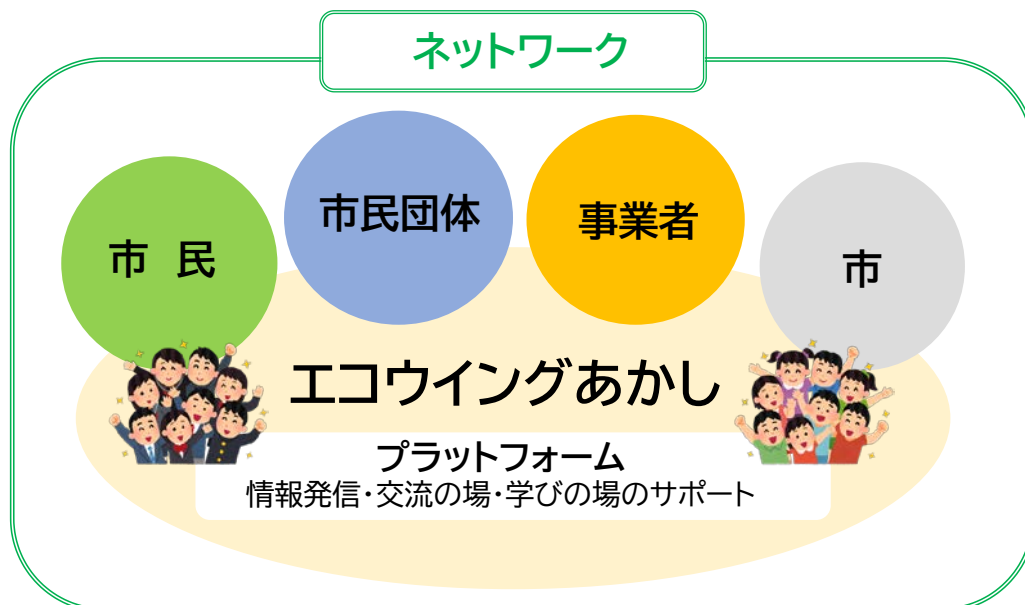 ネットワーク
市 民
市民団体
事業者
市
エコウイングあかし
プラットフォーム
情報発信・交流の場・学びの場のサポート